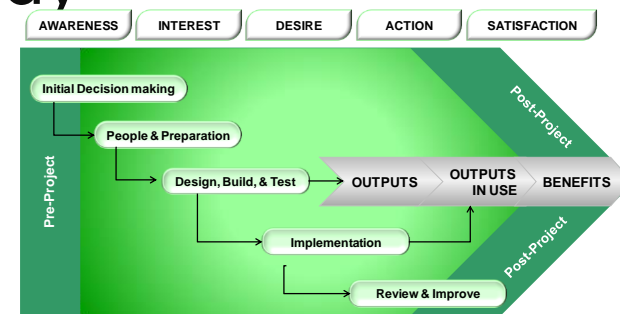 AWARENESS INTEREST DESIRE ACTION SATISFACTION
Initial Decision making
People & Preparation
Design, Build, & Test
Implementation
Review & Improve
OUTPUTS
OUTPUTS
IN USE
BENEFITS
Pre-Project
Post-Project
Post-Project